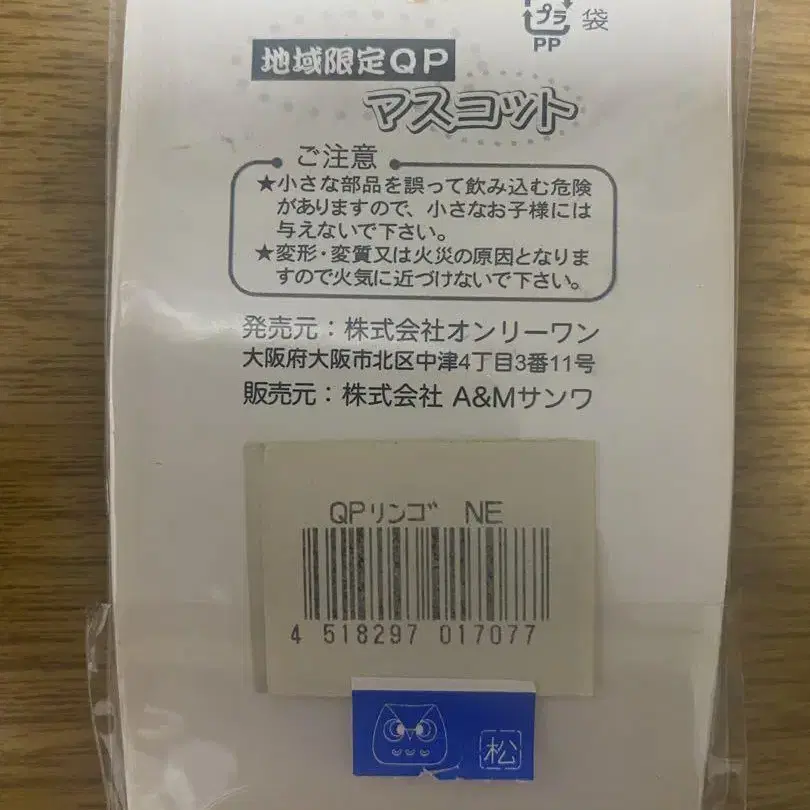 プラ
袋
PP
地域限定QP
マスコット
ご注意
★小さな部品を誤って飲み込む危険
がありますので、小さなお子様には
与えないで下さい。
★変形・変質又は火災の原因となりま
すので火気に近づけないで下さい。
発売元：株式会社オンリーワン
大阪府大阪市北区中津4丁目3番11号
販売元：株式会社 A&Mサンワ
QPリンゴ NE
4 518297 017077
松